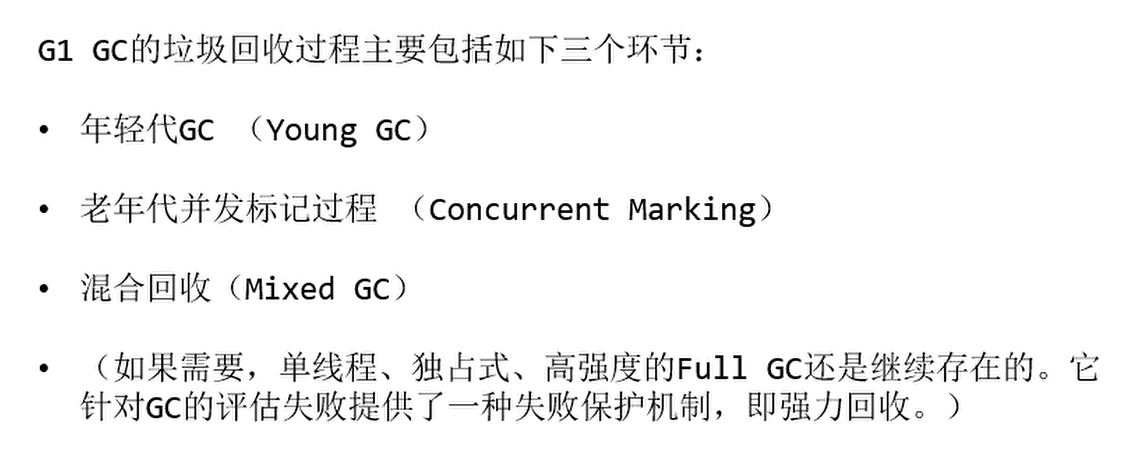 G1 GC的垃圾回收过程主要包括如下三个环节:
• 年轻代GC （Young GC）
• 老年代并发标记过程 （Concurrent Marking）
• 混合回收（Mixed GC）
• （如果需要，单线程、独占式、高强度的Full GC还是继续存在的。它
针对GC的评估失败提供了一种失败保护机制，即强力回收。）